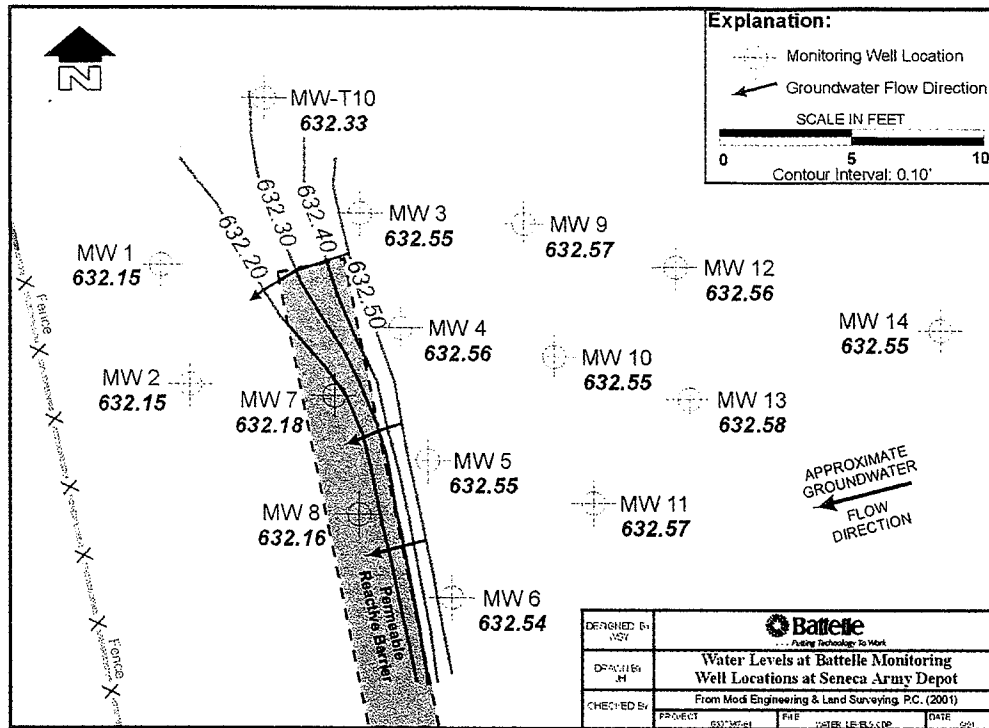 Explanation:
Monitoring Well Location
Groundwater Flow Direction
SCALE IN FEET
0 5 10
Contour Interval: 0.10'
N
MW-T10
632.33
632.20
632.30
632.40
632.50
MW 3
632.55
MW 9
632.57
MW 1
632.15
MW 12
632.56
MW 4
632.56
MW 14
632.55
MW 10
632.55
MW 2
632.15
MW 7
632.18
MW 13
632.58
MW 5
632.55
MW 11
632.57
APPROXIMATE
GROUNDWATER
FLOW
DIRECTION
MW 8
632.16
MW 6
632.54
Permeable
Reactive Barrier
Fence
Fence
DESIGNED BY
Battelle
... Putting Technology To Work
DRAWN BY
JH
Water Levels at Battelle Monitoring
Well Locations at Seneca Army Depot
CHECKED BY
From Modi Engineering & Land Surveying, P.C. (2001)
PROJECT
FILE
WATER LEVELS.CDR
DATE